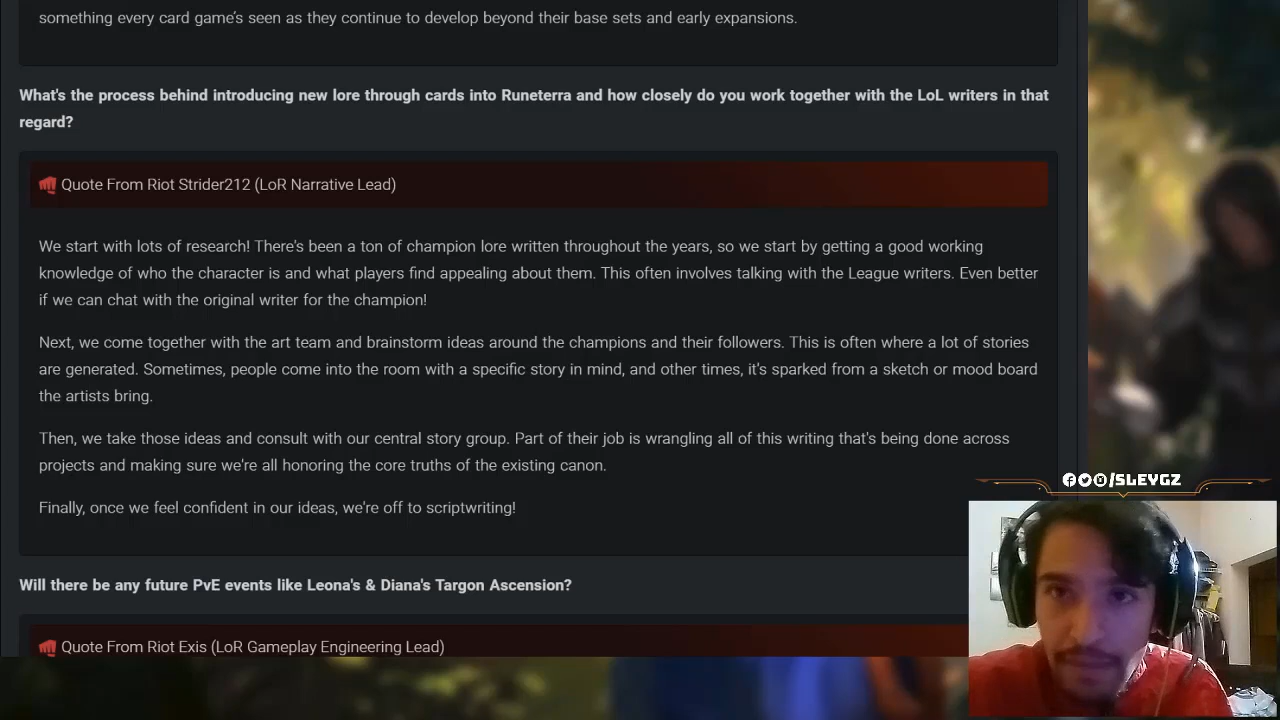 something every card game's seen as they continue to develop beyond their base sets and early expansions.
What's the process behind introducing new lore through cards into Runeterra and how closely do you work together with the LoL writers in that
regard?
Quote From Riot Strider212 (LoR Narrative Lead)
We start with lots of research! There's been a ton of champion lore written throughout the years, so we start by getting a good working
knowledge of who the character is and what players find appealing about them. This often involves talking with the League writers. Even better
if we can chat with the original writer for the champion!
Next, we come together with the art team and brainstorm ideas around the champions and their followers. This is often where a lot of stories
are generated. Sometimes, people come into the room with a specific story in mind, and other times, it's sparked from a sketch or mood board
the artists bring.
Then, we take those ideas and consult with our central story group. Part of their job is wrangling all of this writing that's being done across
projects and making sure we're all honoring the core truths of the existing canon.
Finally, once we feel confident in our ideas, we're off to scriptwriting!
/SLEYGZ
Will there be any future PvE events like Leona's & Diana's Targon Ascension?
Quote From Riot Exis (LoR Gameplay Engineering Lead)